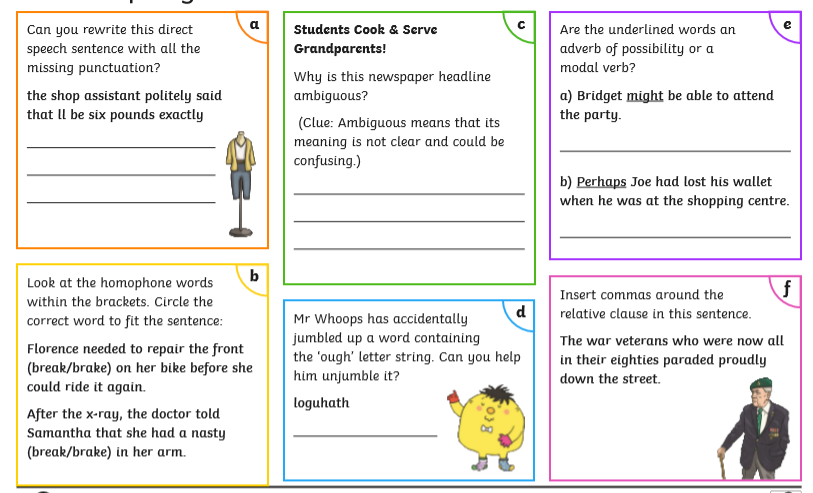 a
Can you rewrite this direct
speech sentence with all the
missing punctuation?
the shop assistant politely said
that ll be six pounds exactly
b
Look at the homophone words
within the brackets. Circle the
correct word to fit the sentence:
Florence needed to repair the front
(break/brake) on her bike before she
could ride it again.
After the x-ray, the doctor told
Samantha that she had a nasty
(break/brake) in her arm.
c
Students Cook & Serve
Grandparents!
Why is this newspaper headline
ambiguous?
(Clue: Ambiguous means that its
meaning is not clear and could be
confusing.)
d
Mr Whoops has accidentally
jumbled up a word containing
the ‘ough’ letter string. Can you help
him unjumble it?
loguhath
e
Are the underlined words an
adverb of possibility or a
modal verb?
a) Bridget might be able to attend
the party.
b) Perhaps Joe had lost his wallet
when he was at the shopping centre.
f
Insert commas around the
relative clause in this sentence.
The war veterans who were now all
in their eighties paraded proudly
down the street.